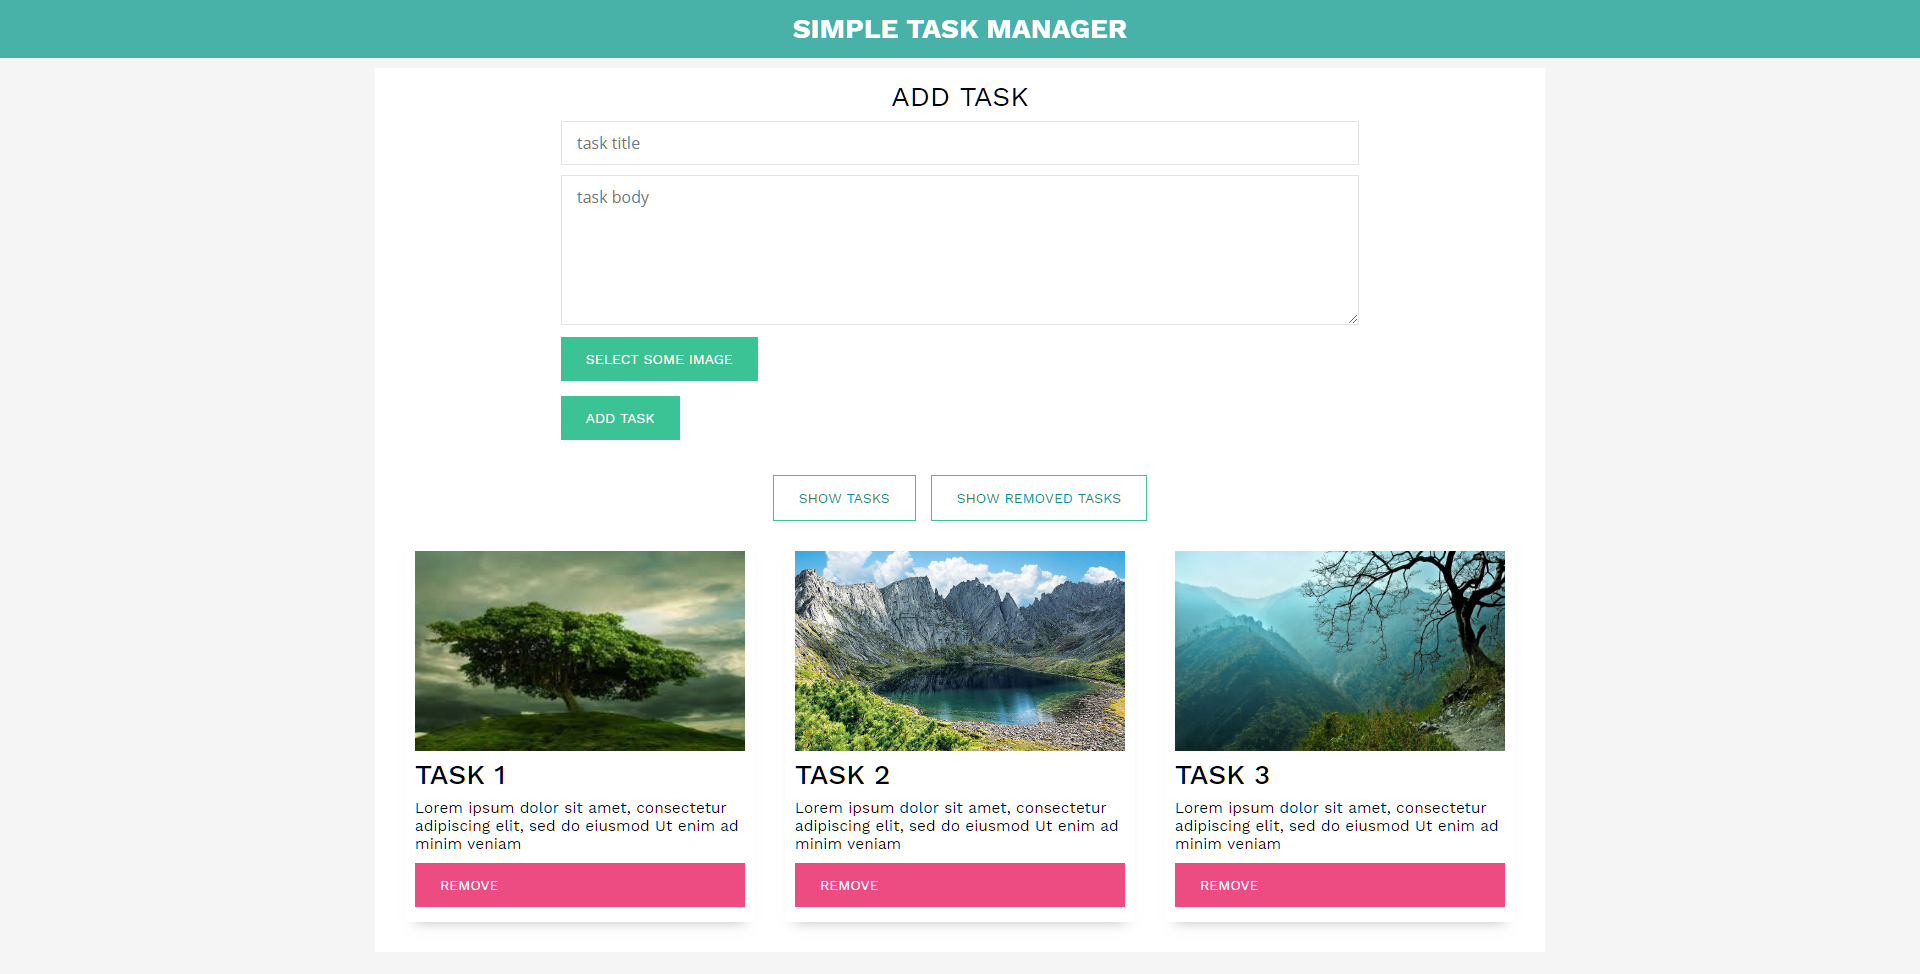 SIMPLE TASK MANAGER
ADD TASK
task title
task body
SELECT SOME IMAGE
ADD TASK
SHOW TASKS
SHOW REMOVED TASKS
TASK 1
Lorem ipsum dolor sit amet, consectetur
adipiscing elit, sed do eiusmod Ut enim ad
minim veniam
REMOVE
TASK 2
Lorem ipsum dolor sit amet, consectetur
adipiscing elit, sed do eiusmod Ut enim ad
minim veniam
REMOVE
TASK 3
Lorem ipsum dolor sit amet, consectetur
adipiscing elit, sed do eiusmod Ut enim ad
minim veniam
REMOVE